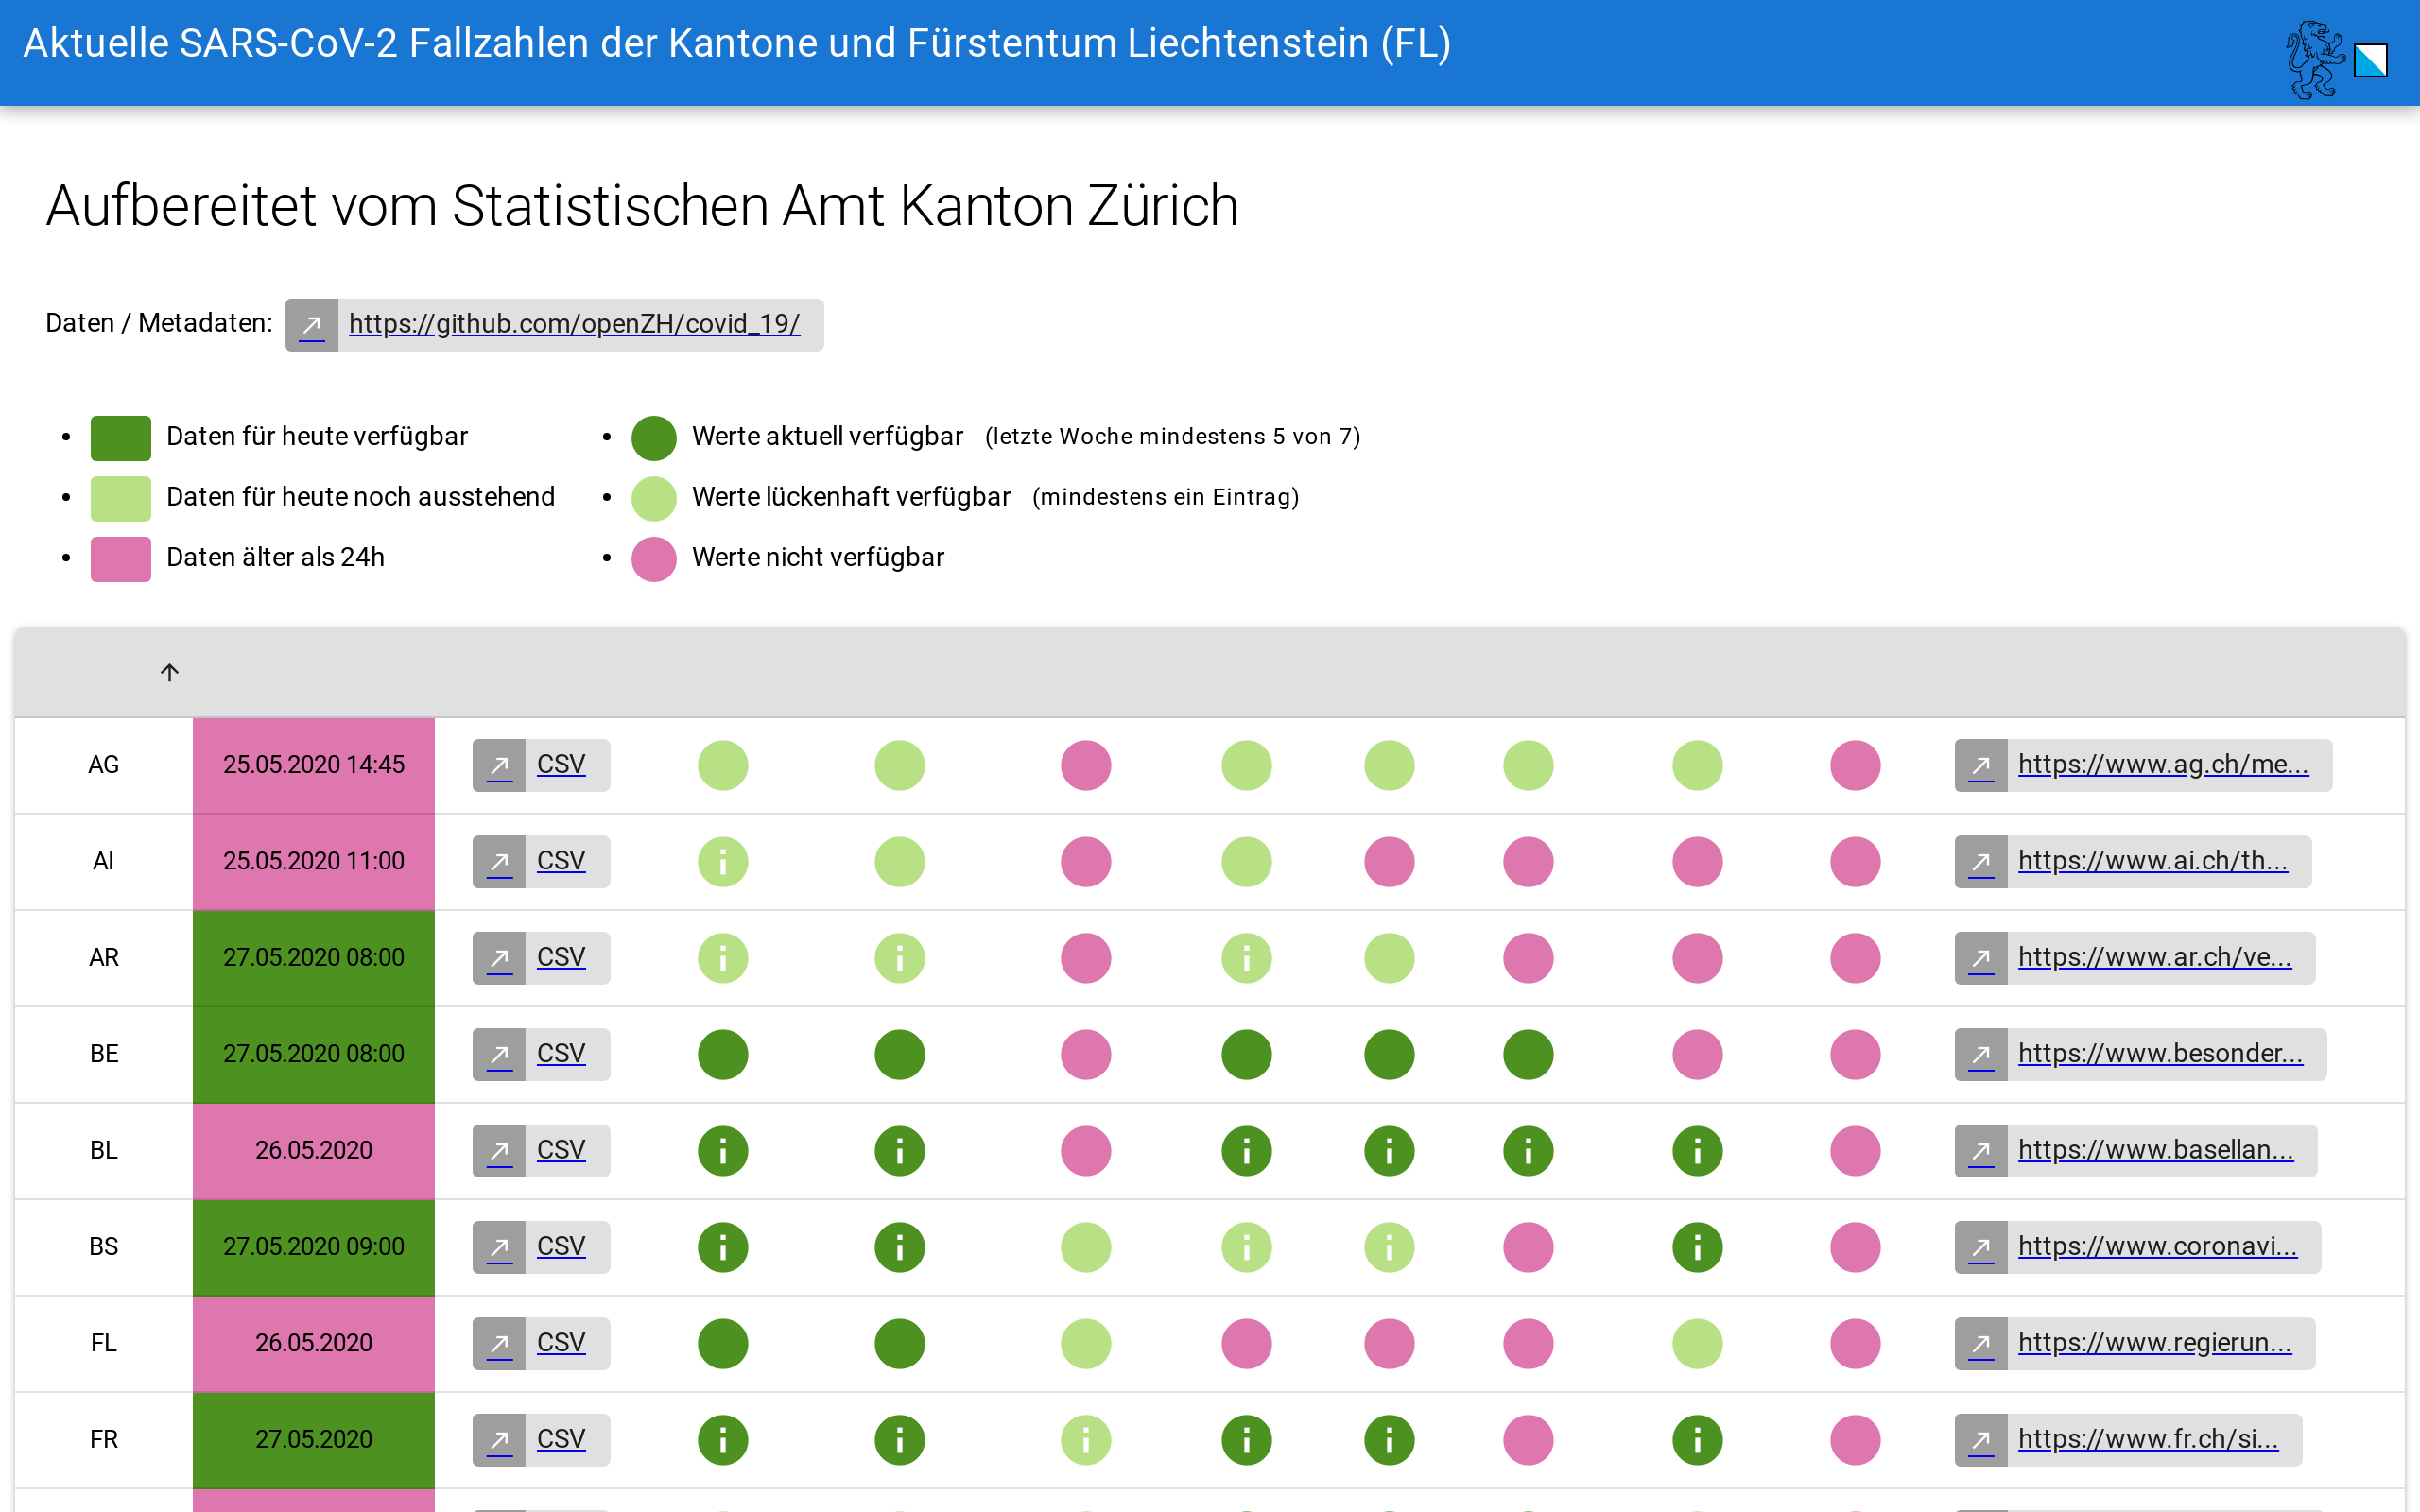 Aktuelle SARS-CoV-2 Fallzahlen der Kantone und Fürstentum Liechtenstein (FL)
Aufbereitet vom Statistischen Amt Kanton Zürich
Daten / Metadaten: https://github.com/openZH/covid_19/
Daten für heute verfügbar
Daten für heute noch ausstehend
Daten älter als 24h
Werte aktuell verfügbar (letzte Woche mindestens 5 von 7)
Werte lückenhaft verfügbar (mindestens ein Eintrag)
Werte nicht verfügbar
AG 25.05.2020 14:45 CSV https://www.ag.ch/me...
AI 25.05.2020 11:00 CSV i https://www.ai.ch/th...
AR 27.05.2020 08:00 CSV i i i https://www.ar.ch/ve...
BE 27.05.2020 08:00 CSV https://www.besonder...
BL 26.05.2020 CSV i i i i i i https://www.basellan...
BS 27.05.2020 09:00 CSV i i i i i https://www.coronavi...
FL 26.05.2020 CSV https://www.regierun...
FR 27.05.2020 CSV i i i i i i https://www.fr.ch/si...